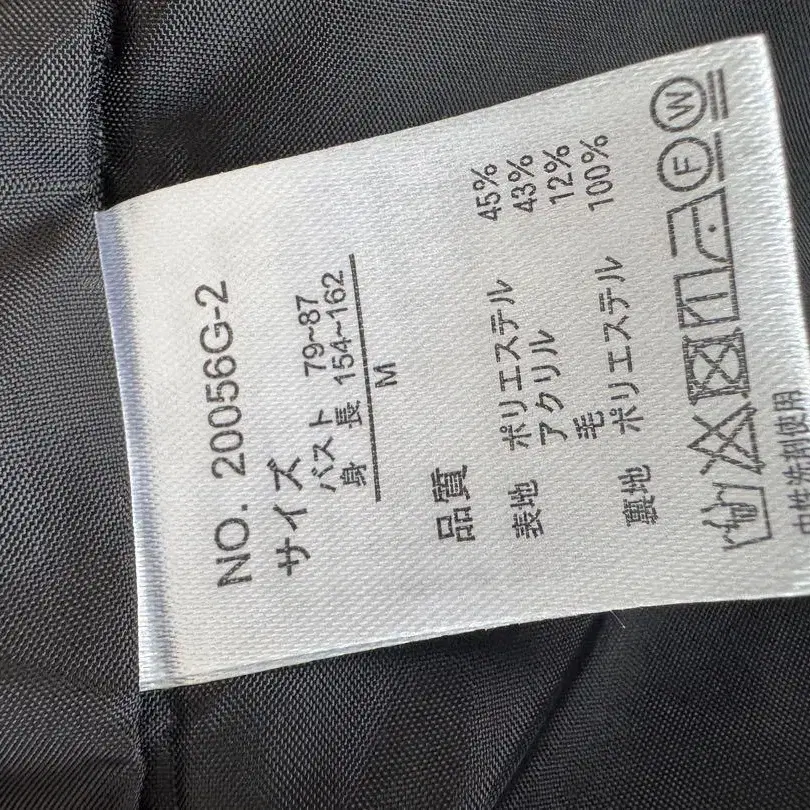 NO. 20056G-2
サイズ
バスト 79~87
身長 154~162
M
品質
表地 ポリエステル 45%
アクリル 43%
毛 12%
裏地 ポリエステル 100%
F W
中性洗剤使用